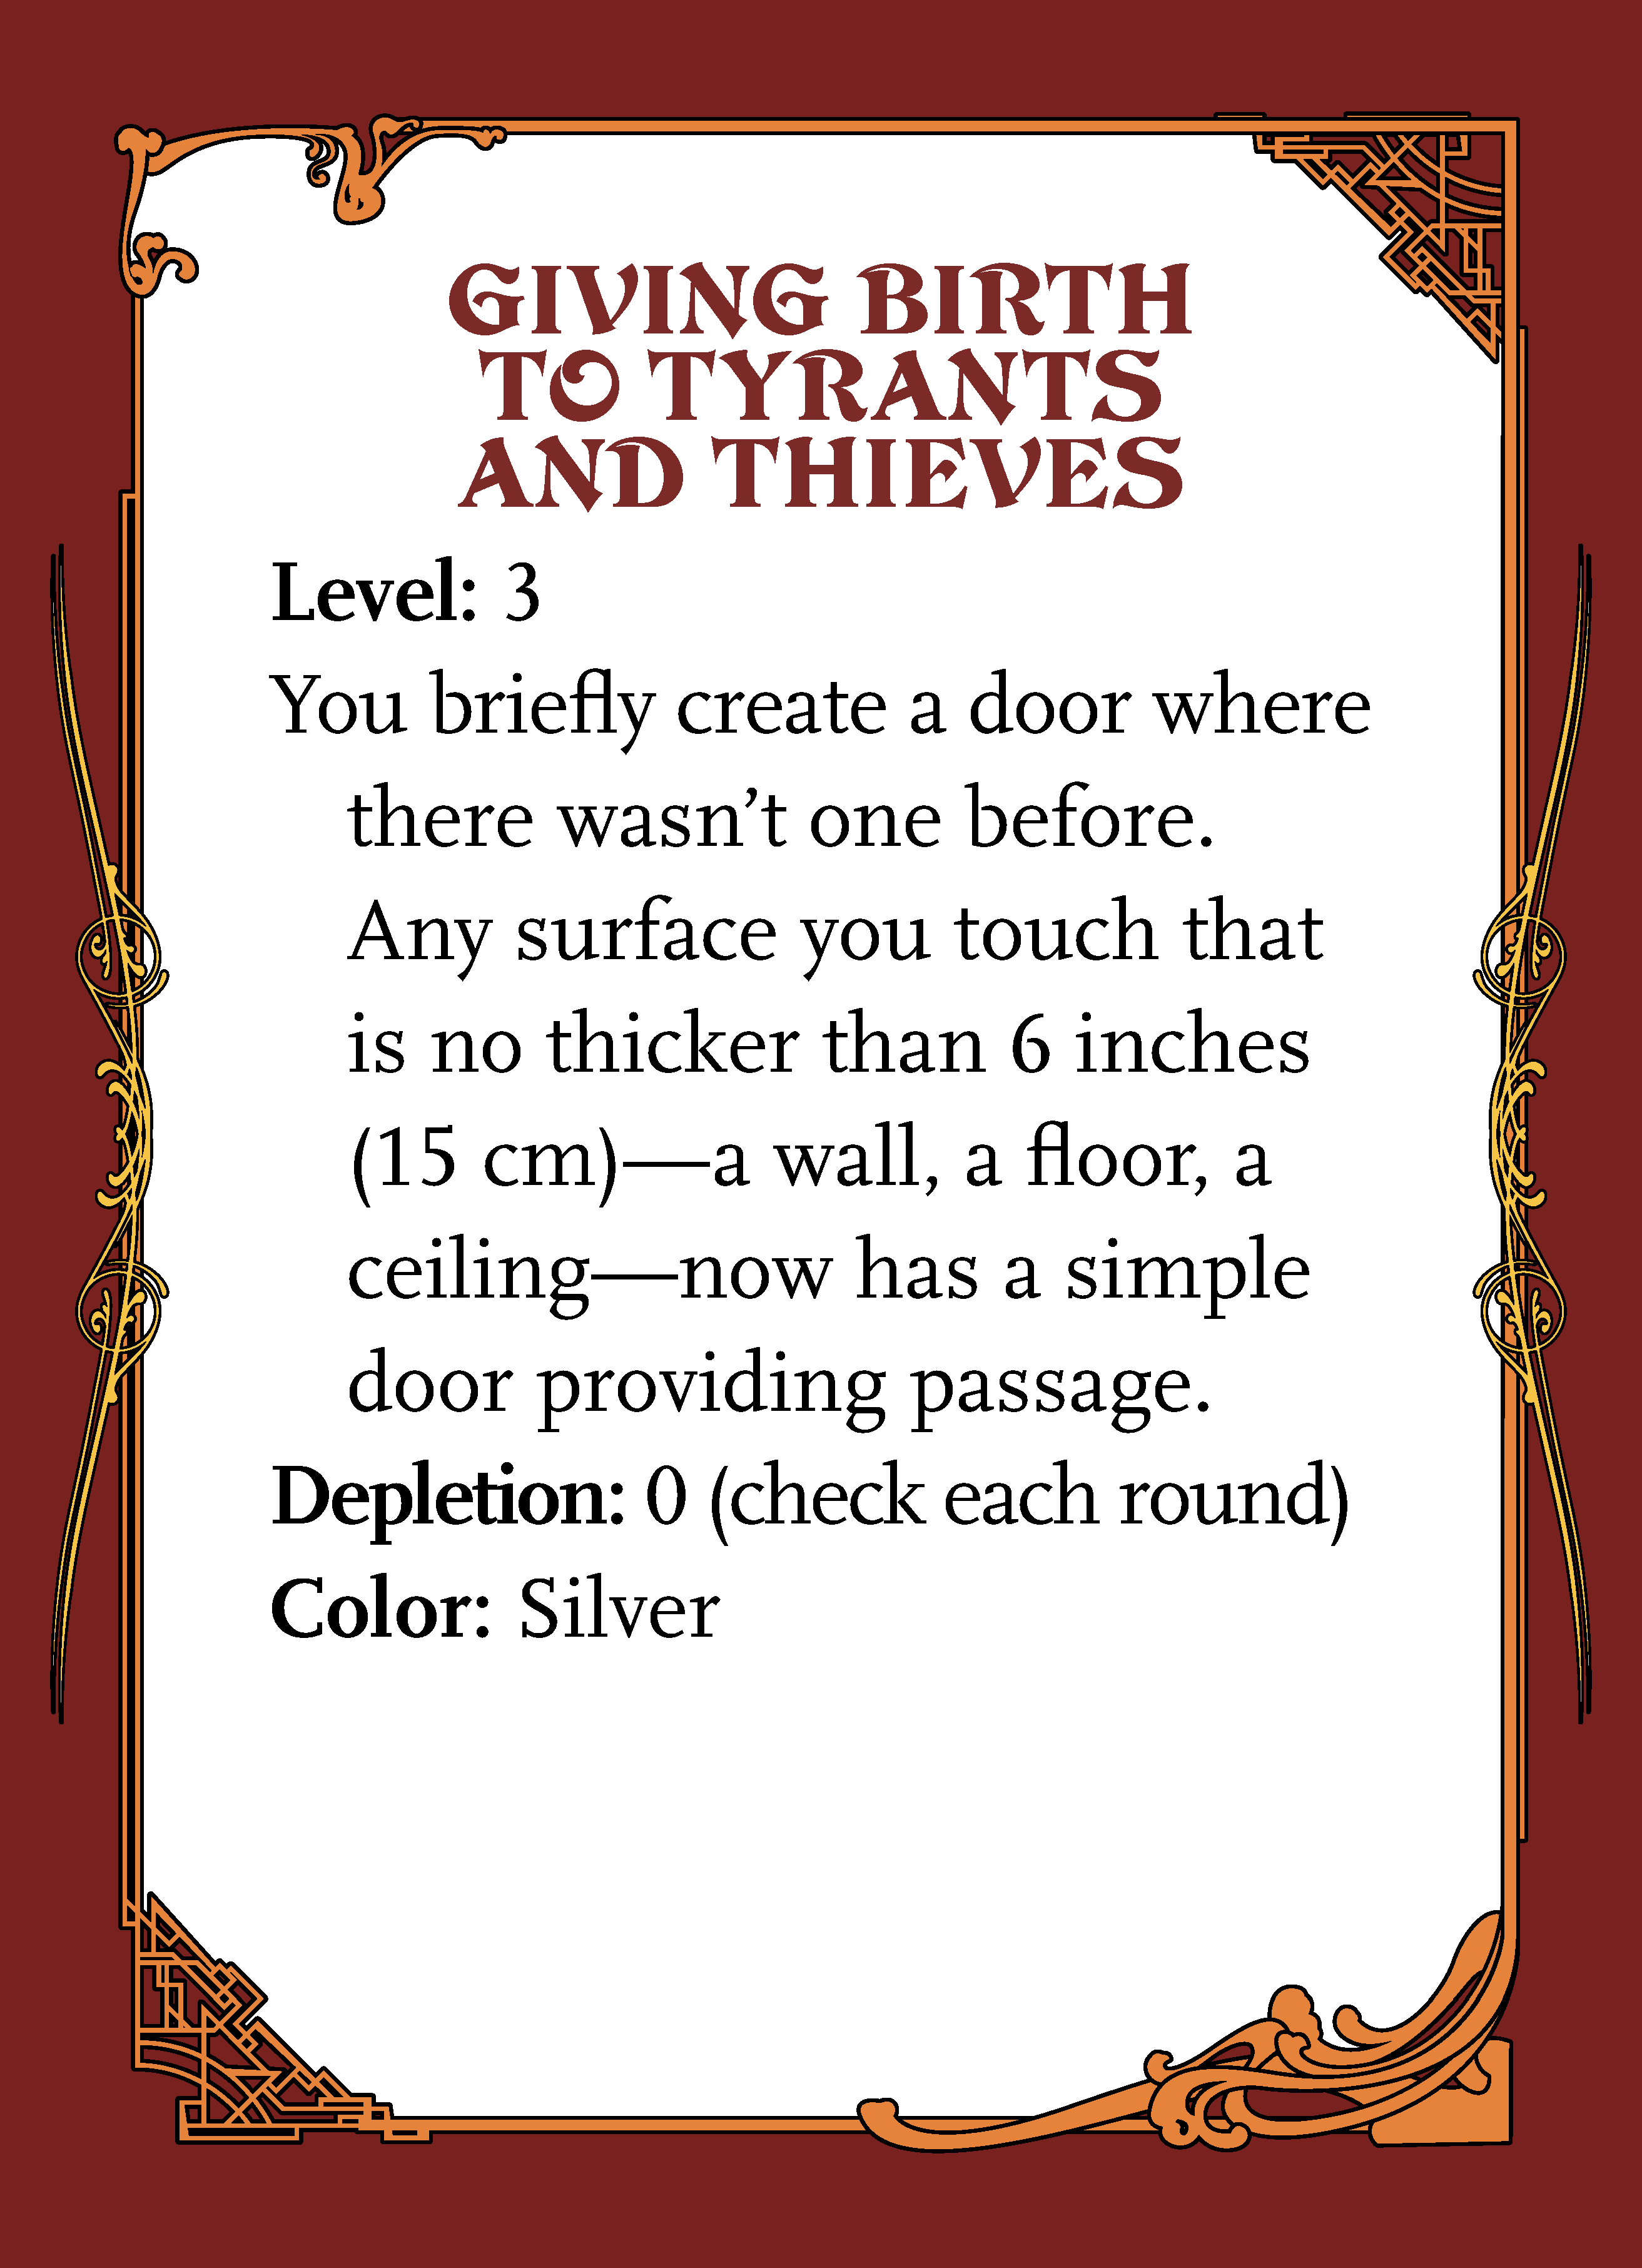 GIVING BIRTH
TO TYRANTS
AND THIEVES
Level: 3
You briefly create a door where
there wasn’t one before.
Any surface you touch that
is no thicker than 6 inches
(15 cm)—a wall, a floor, a
ceiling—now has a simple
door providing passage.
Depletion: 0 (check each round)
Color: Silver